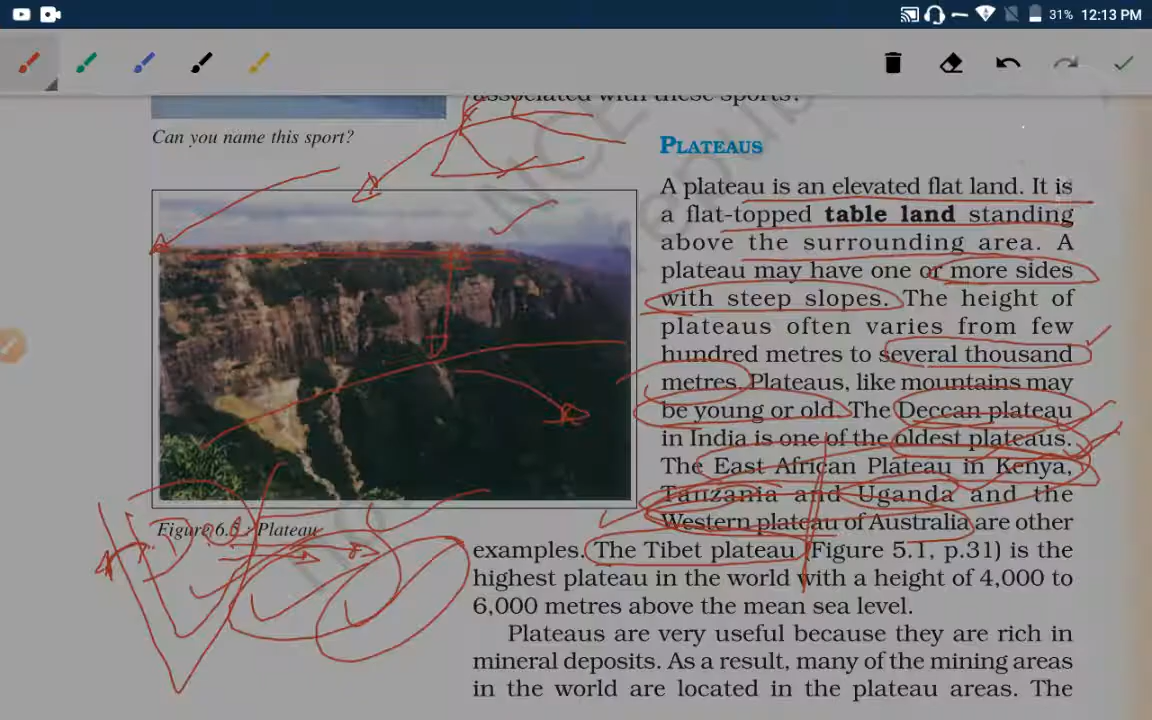 31% 12:13 PM
associated with these sports?
Can you name this sport?
PLATEAUS
A plateau is an elevated flat land. It is
a flat-topped table land standing
above the surrounding area. A
plateau may have one or more sides
with steep slopes. The height of
plateaus often varies from few
hundred metres to several thousand
metres. Plateaus, like mountains may
be young or old. The Deccan plateau
in India is one of the oldest plateaus.
The East African Plateau in Kenya,
Tanzania and Uganda and the
Western plateau of Australia are other
examples. The Tibet plateau (Figure 5.1, p.31) is the
highest plateau in the world with a height of 4,000 to
6,000 metres above the mean sea level.
Figure 6.5 : Plateau
Plateaus are very useful because they are rich in
mineral deposits. As a result, many of the mining areas
in the world are located in the plateau areas. The